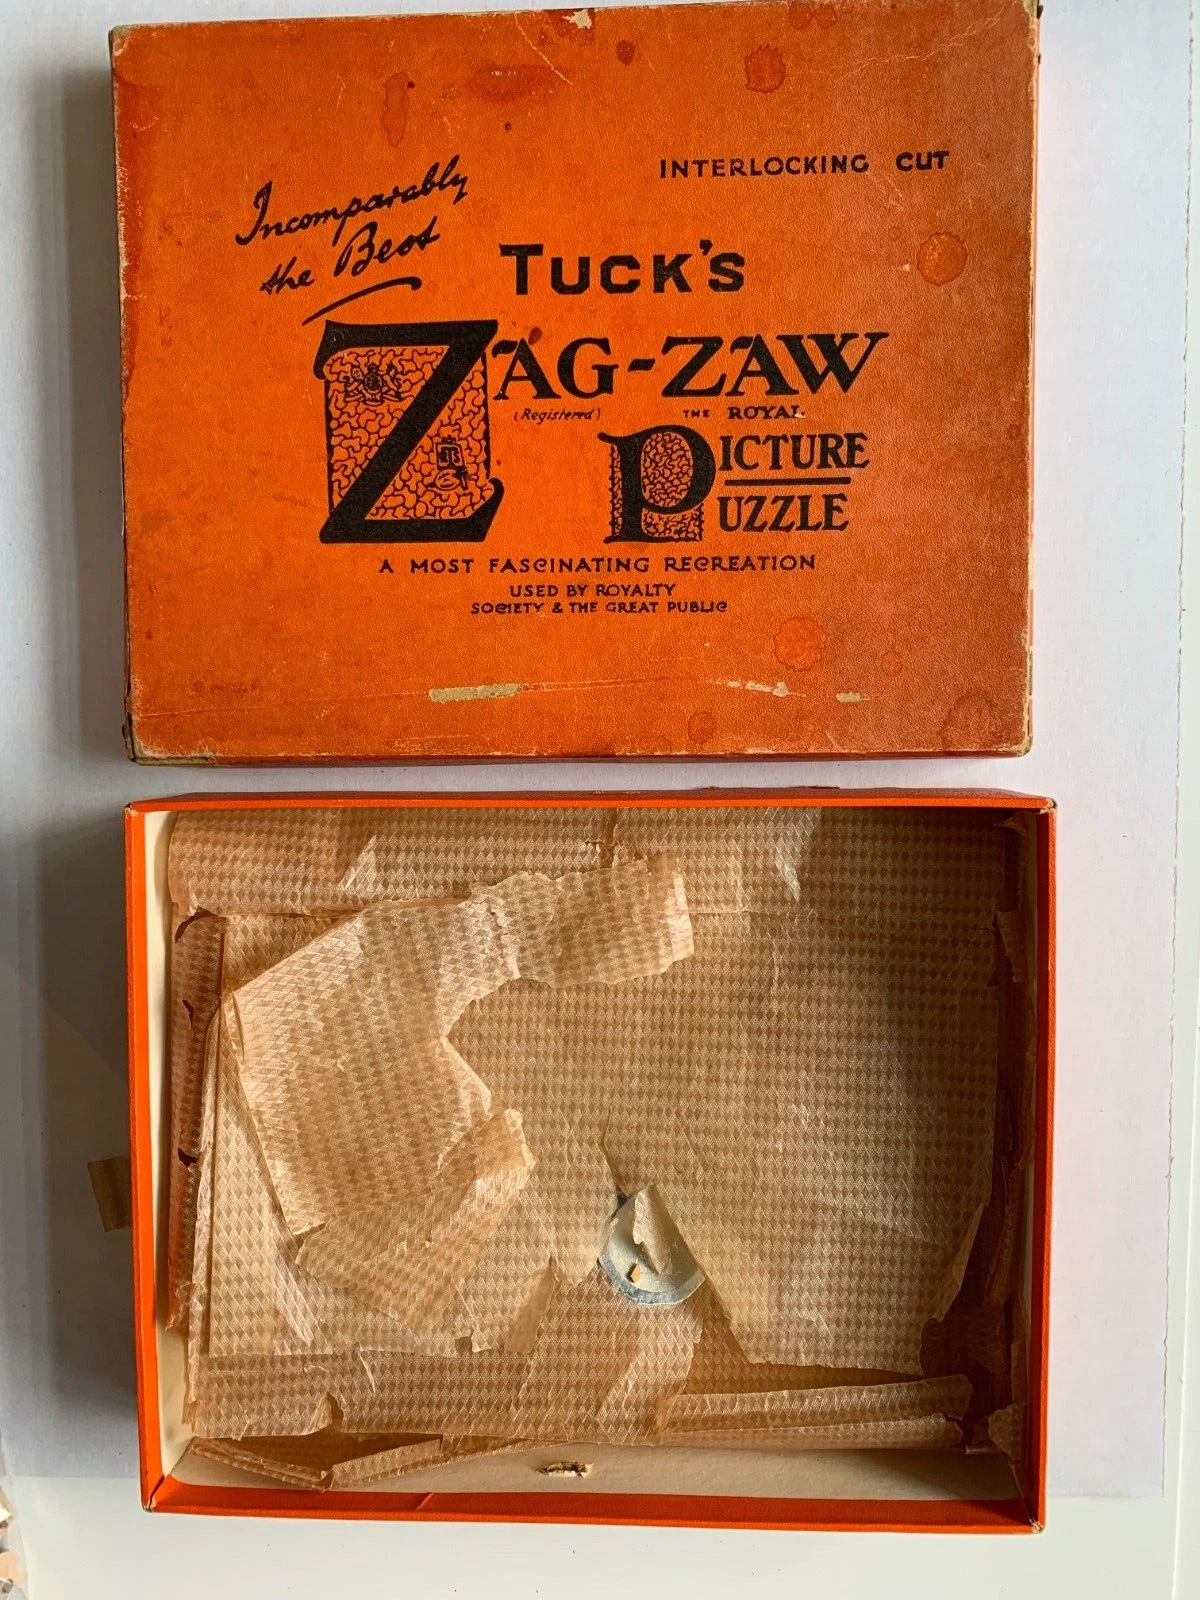 INTERLOCKING CUT
Incomparably
the Best
TUCK'S
ZAG-ZAW
(Registered)
THE ROYAL
PICTURE
PUZZLE
A MOST FASCINATING RECREATION
USED BY ROYALTY
SOCIETY & THE GREAT PUBLIC